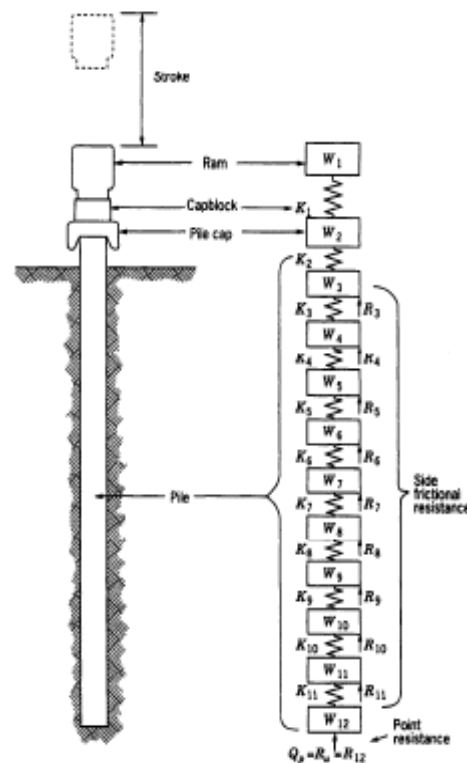 Stroke
Ram
W₁
Capblock
K₁
Pile cap
W₂
K₂
W₃
K₃
R₃
W₄
K₄
R₄
W₅
K₅
R₅
W₆
K₆
R₆
Side
frictional
resistance
W₇
Pile
K₇
R₇
W₈
K₈
R₈
W₉
K₉
R₉
W₁₀
K₁₀
R₁₀
W₁₁
K₁₁
R₁₁
W₁₂
Point
resistance
Qₚ = Rᵤ = R₁₂